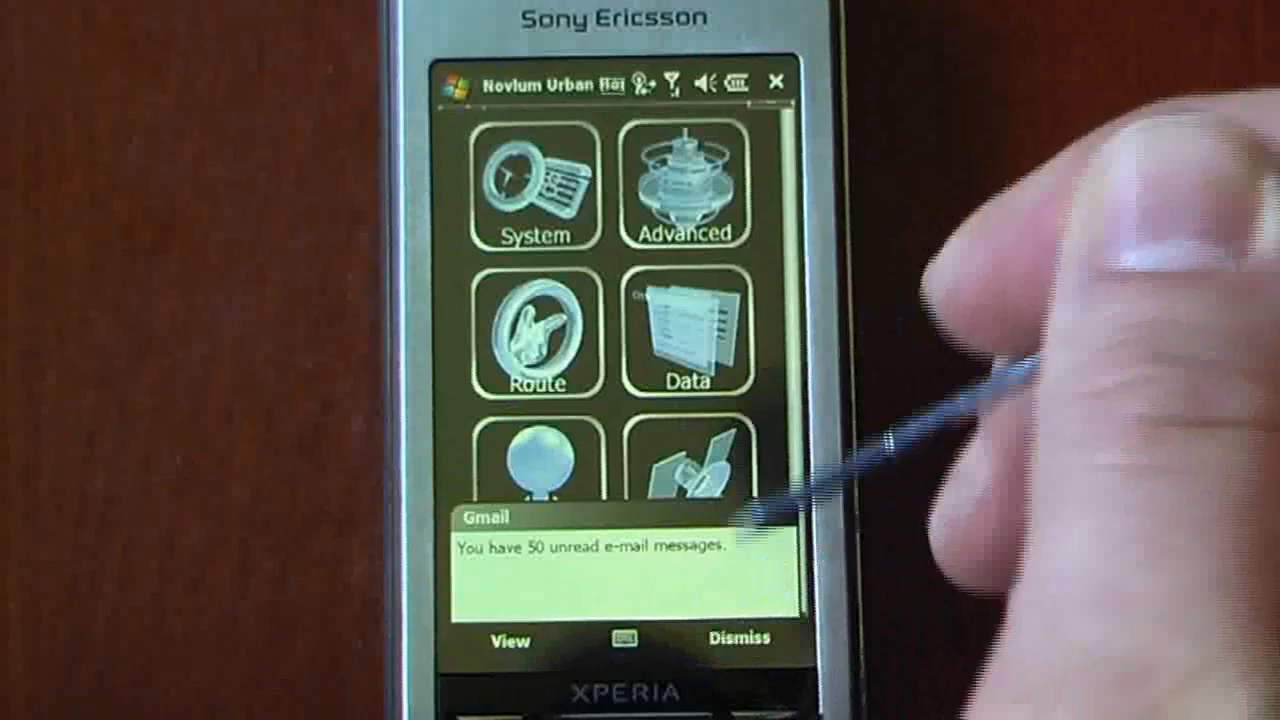 Sony Ericsson
Novium Urban
System
Advanced
Route
Data
Gmail
You have 50 unread e-mail messages.
View
Dismiss
XPERIA